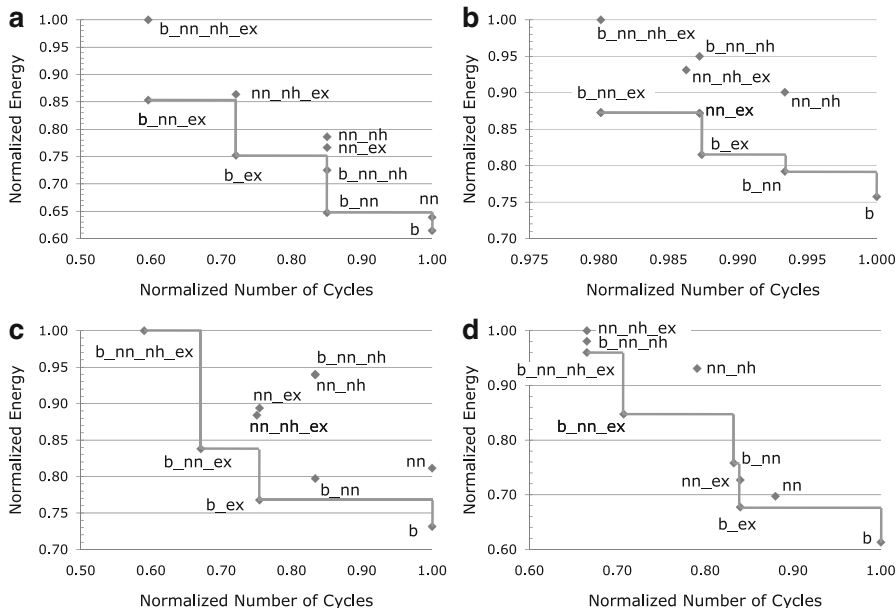 a
Normalized Energy
1.00
0.95
0.90
0.85
0.80
0.75
0.70
0.65
0.60
b_nn_nh_ex
nn_nh_ex
b_nn_ex
nn_nh
nn_ex
b_ex
b_nn_nh
b_nn
nn
b
0.50 0.60 0.70 0.80 0.90 1.00
Normalized Number of Cycles
b
Normalized Energy
1.00
0.95
0.90
0.85
0.80
0.75
0.70
b_nn_nh_ex
b_nn_nh
nn_nh_ex
b_nn_ex
nn_nh
nn_ex
b_ex
b_nn
b
0.975 0.980 0.985 0.990 0.995 1.000
Normalized Number of Cycles
c
Normalized Energy
1.00
0.95
0.90
0.85
0.80
0.75
0.70
b_nn_nh_ex
b_nn_nh
nn_nh
nn_ex
nn_nh_ex
b_nn_ex
nn
b_nn
b_ex
b
0.50 0.60 0.70 0.80 0.90 1.00
Normalized Number of Cycles
d
Normalized Energy
1.00
0.90
0.80
0.70
0.60
nn_nh_ex
b_nn_nh
b_nn_nh_ex
nn_nh
b_nn_ex
b_nn
nn_ex
nn
b_ex
b
0.60 0.70 0.80 0.90 1.00
Normalized Number of Cycles